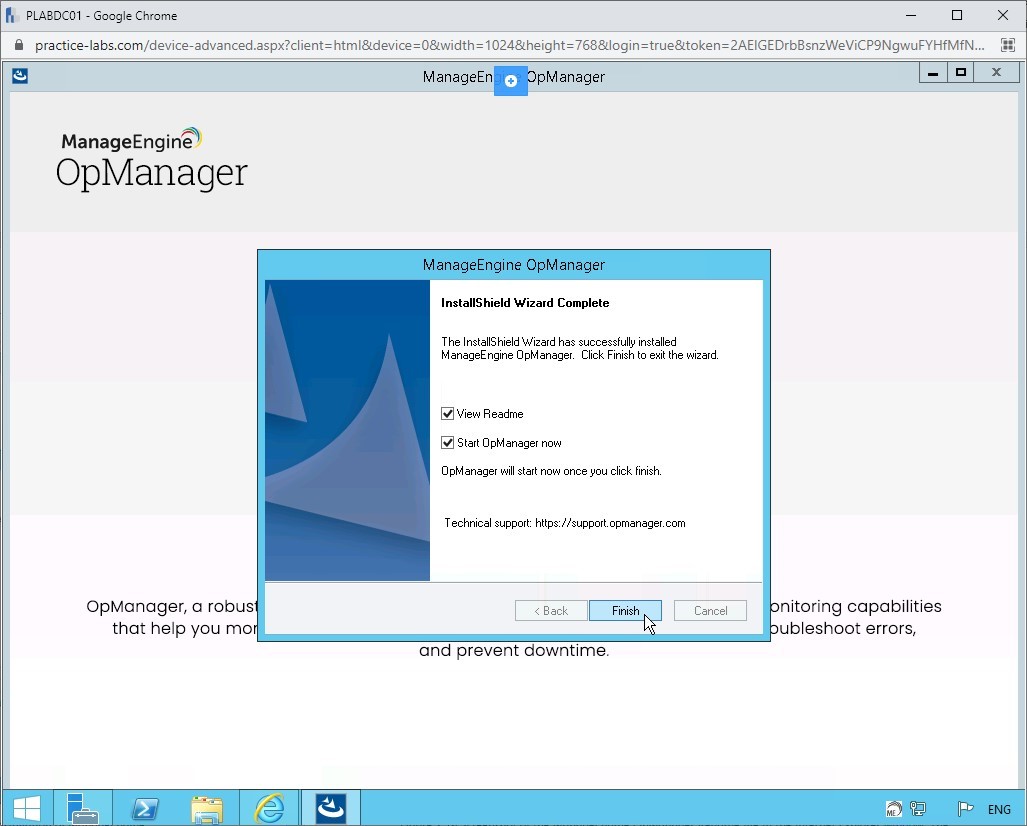 PLABDC01 - Google Chrome
practice-labs.com/device-advanced.aspx?client=html&device=0&width=1024&height=768&login=true&token=2AEIGEDrbBsnzWeViCP9NgwuFYHfMfN...
ManageEng OpManager
ManageEngine
OpManager
ManageEngine OpManager
InstallShield Wizard Complete
The InstallShield Wizard has successfully installed
ManageEngine OpManager. Click Finish to exit the wizard.
View Readme
Start OpManager now
OpManager will start now once you click finish.
Technical support: https://support.opmanager.com
< Back
Finish
Cancel
OpManager, a robust onitoring capabilities
that help you mor oubleshoot errors,
and prevent downtime.
ME
ENG